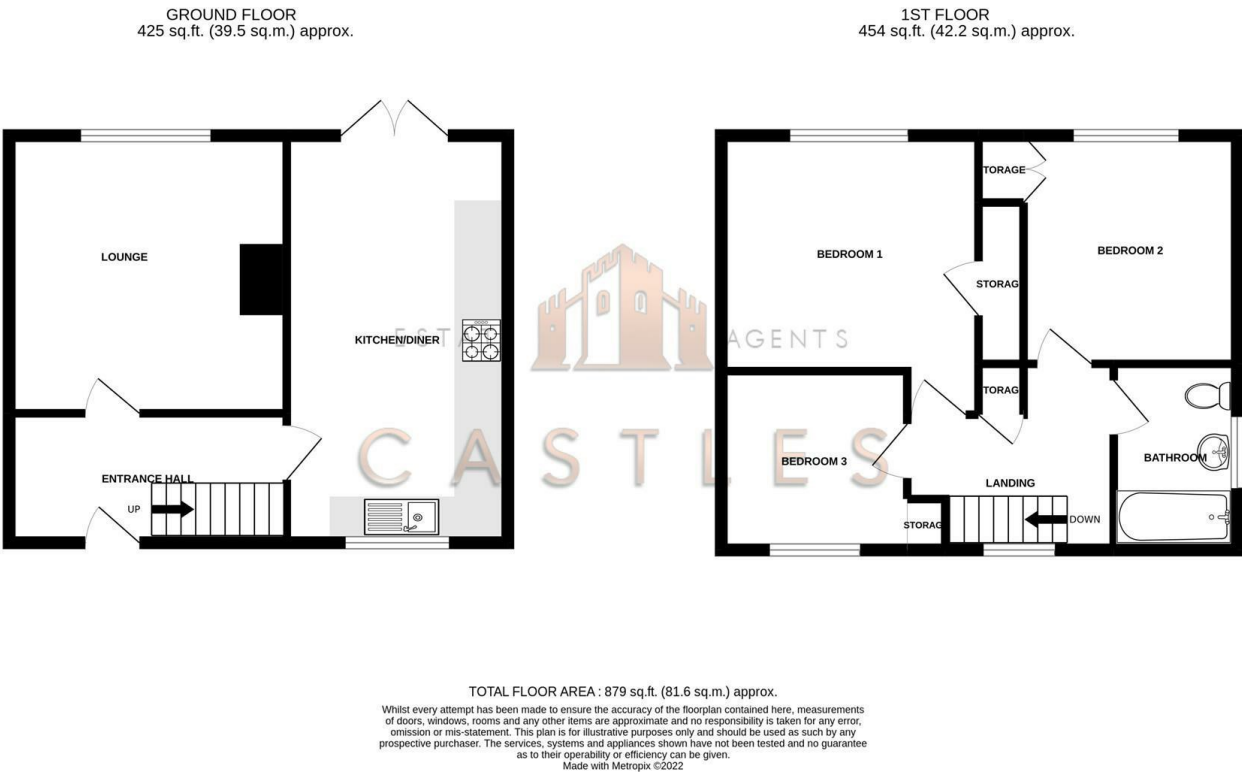 GROUND FLOOR
425 sq.ft. (39.5 sq.m.) approx.
1ST FLOOR
454 sq.ft. (42.2 sq.m.) approx.
LOUNGE
KITCHEN/DINER
ENTRANCE HALL
UP
TORAGE
BEDROOM 1
BEDROOM 2
STORAG
TORAG
BEDROOM 3
BATHROOM
LANDING
STORAG
DOWN
ESTA AGENTS
CASTLES
TOTAL FLOOR AREA : 879 sq.ft. (81.6 sq.m.) approx.
Whilst every attempt has been made to ensure the accuracy of the floorplan contained here, measurements
of doors, windows, rooms and any other items are approximate and no responsibility is taken for any error,
omission or mis-statement. This plan is for illustrative purposes only and should be used as such by any
prospective purchaser. The services, systems and appliances shown have not been tested and no guarantee
as to their operability or efficiency can be given.
Made with Metropix ©2022